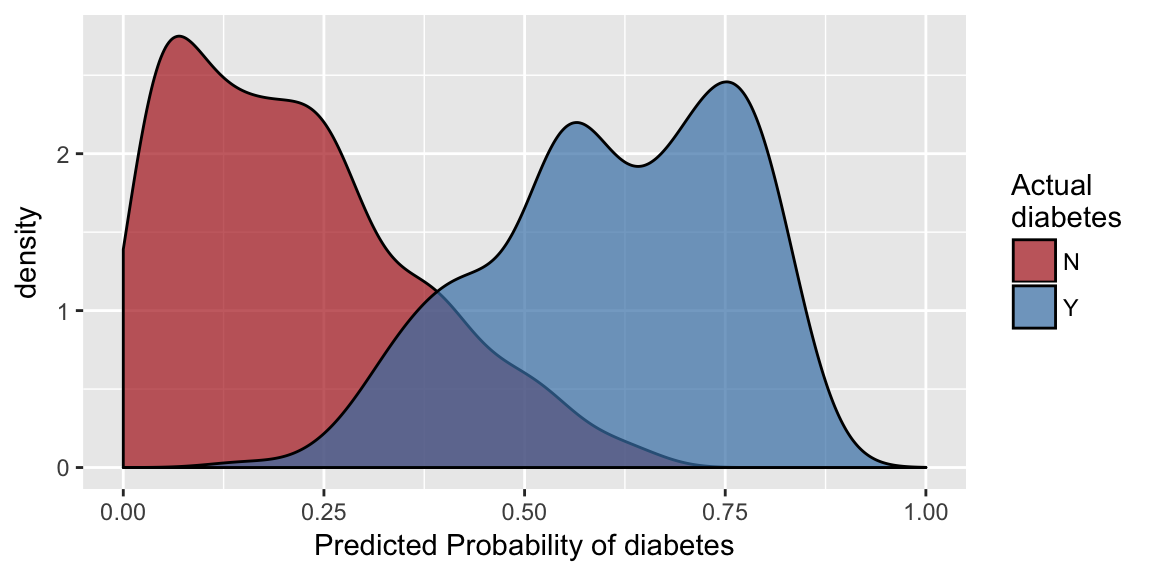 density
2
1
0
0.00 0.25 0.50 0.75 1.00
Predicted Probability of diabetes
Actual
diabetes
N
Y